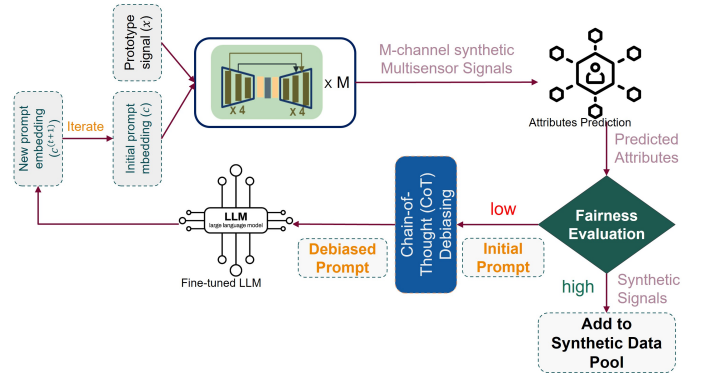 Prototype
signal (x)
X 4
X 4
X M
M-channel synthetic
Multisensor Signals
Attributes Prediction
New prompt
embedding
(c⁽ᵗ⁺¹⁾)
Iterate
Initial prompt
mbedding (c)
Predicted
Attributes
LLM
large language model
Fine-tuned LLM
Debiased
Prompt
Chain-of-
Thought (CoT)
Debiasing
low
Initial
Prompt
Fairness
Evaluation
high
Synthetic
Signals
Add to
Synthetic Data
Pool